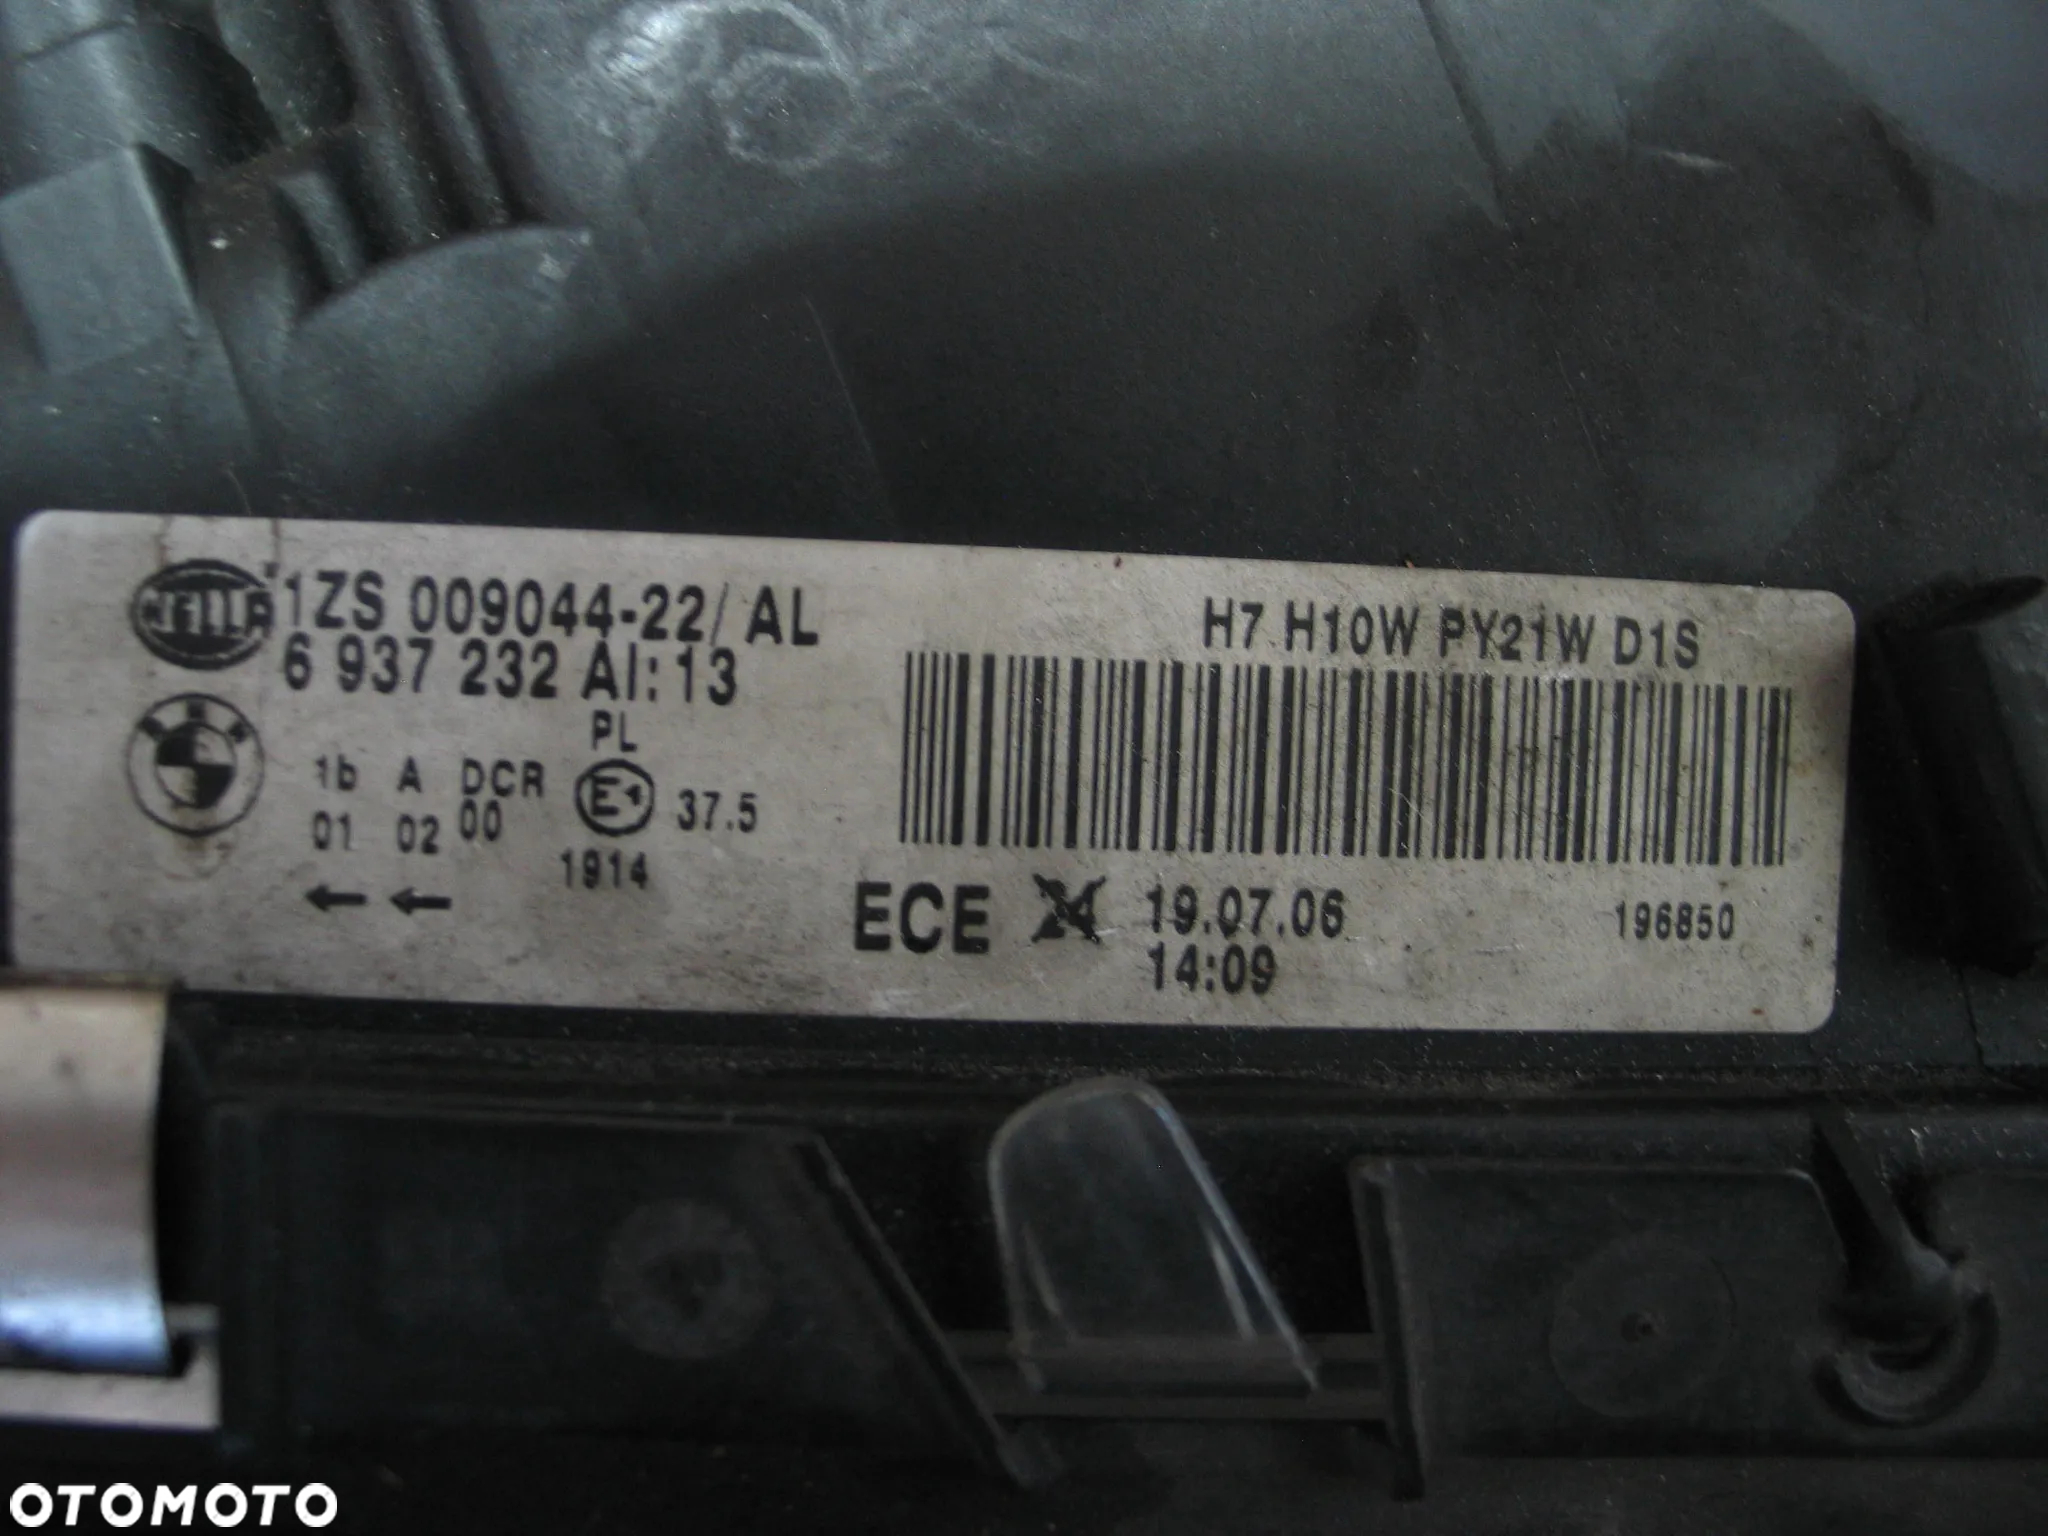 HELLA 1ZS 009044-22/ AL
6 937 232 AI: 13
H7 H10W PY21W D1S
PL
1b A DCR E1 37.5
01 02 00
1914
ECE 24 19.07.06 196850
14:09
OTOMOTO